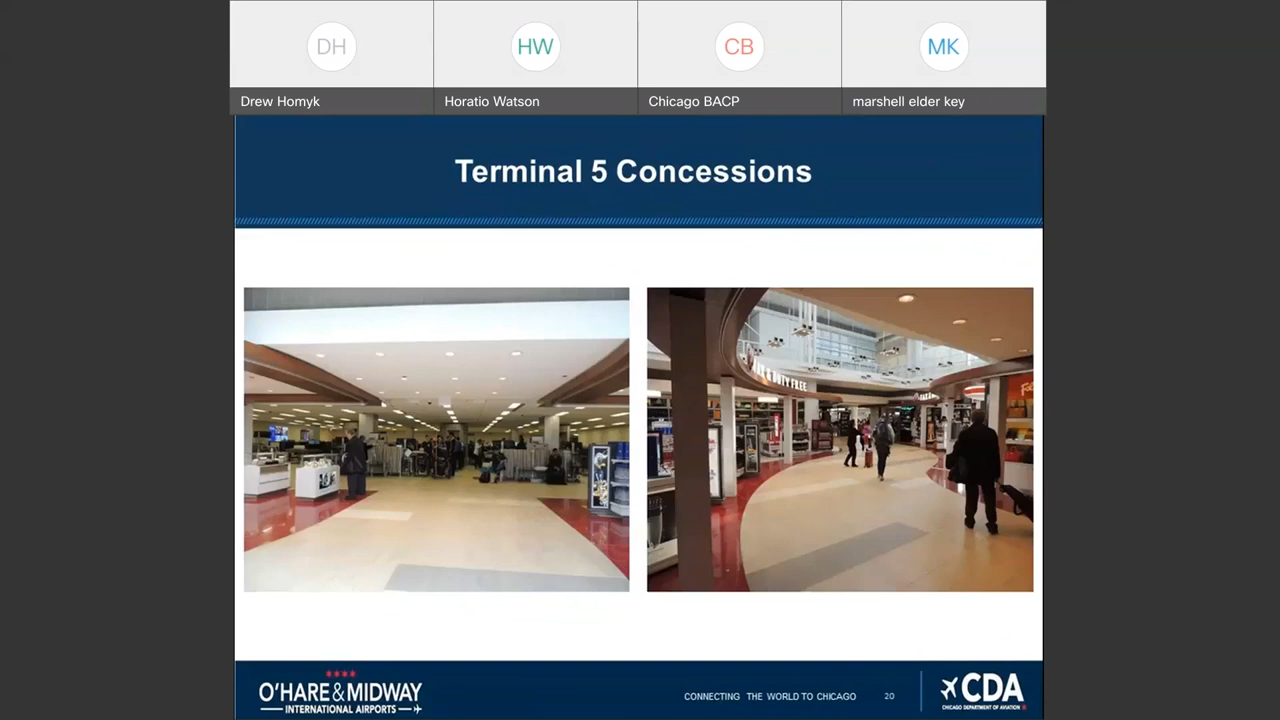 DH
HW
CB
MK
Drew Homyk
Horatio Watson
Chicago BACP
marshell elder key
Terminal 5 Concessions
& DUTY FREE
O'HARE & MIDWAY
INTERNATIONAL AIRPORTS
CONNECTING THE WORLD TO CHICAGO
20
CDA
CHICAGO DEPARTMENT OF AVIATION